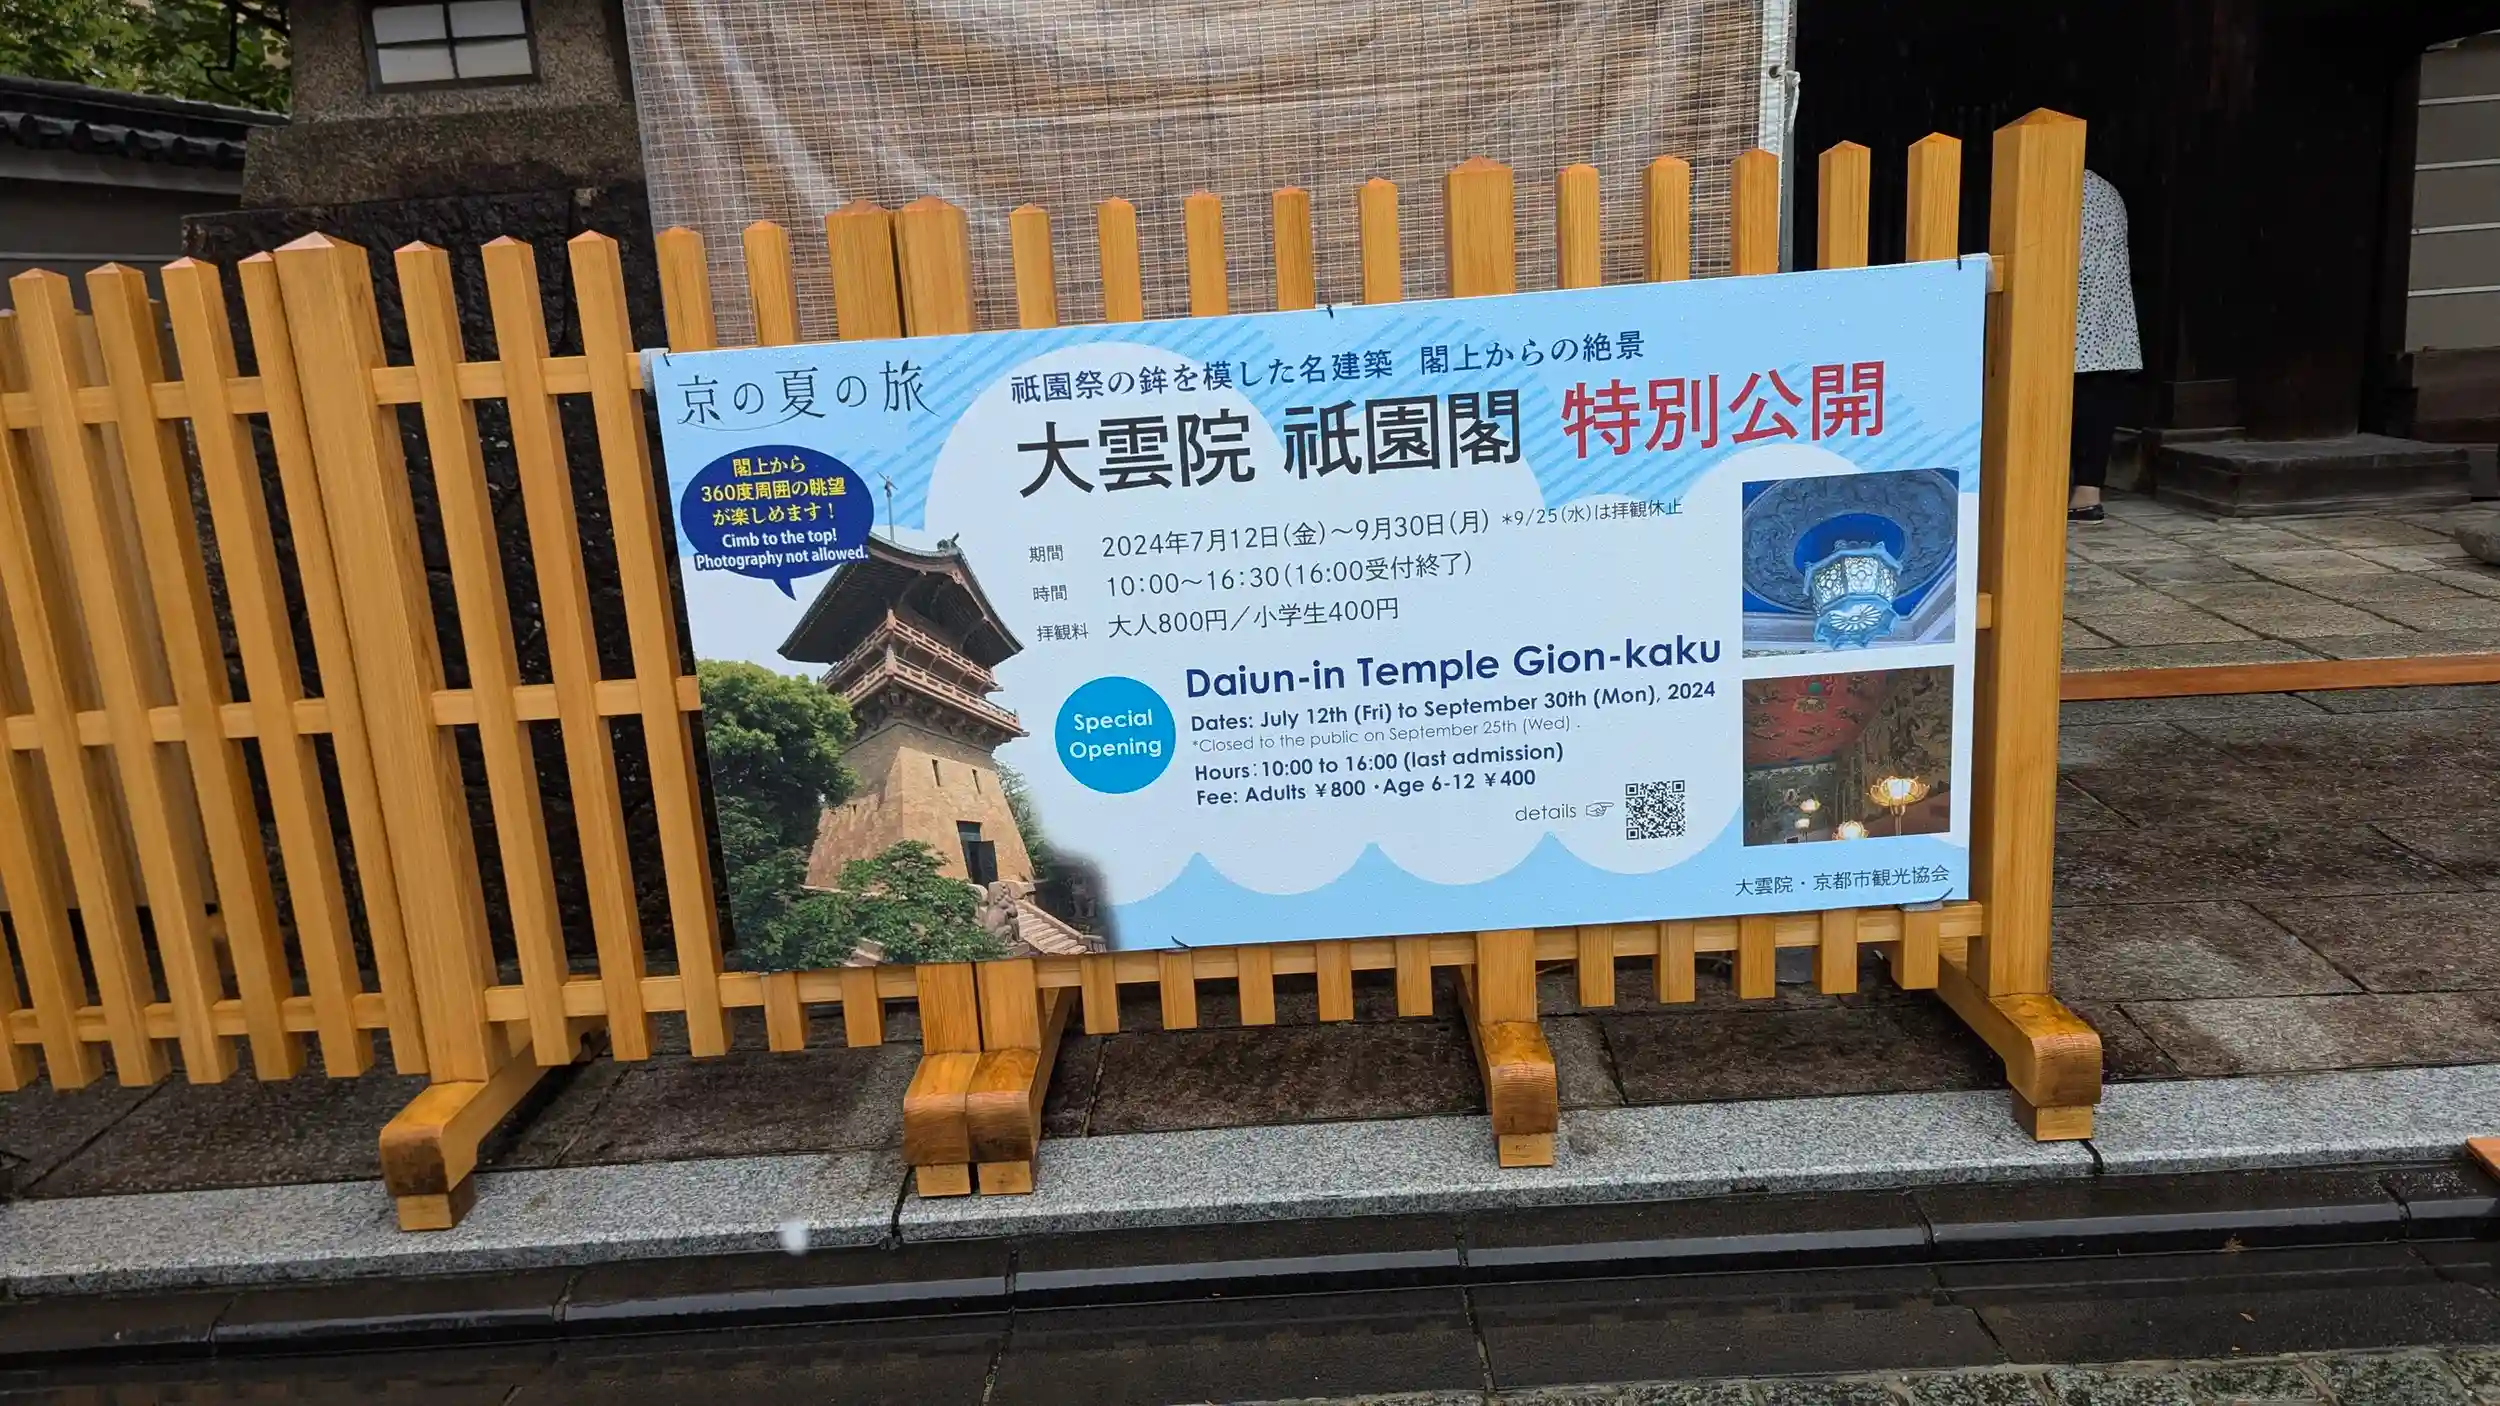 京の夏の旅
祇園祭の鉾を模した名建築 閣上からの絶景
大雲院 祇園閣 特別公開
閣上から
360度周囲の眺望
が楽しめます！
Cimb to the top!
Photography not allowed.
期間 2024年7月12日(金)～9月30日(月) *9/25(水)は拝観休止
時間 10:00～16:30(16:00受付終了)
拝観料 大人800円／小学生400円
Special
Opening
Daiun-in Temple Gion-kaku
Dates: July 12th (Fri) to September 30th (Mon), 2024
*Closed to the public on September 25th (Wed) .
Hours:10:00 to 16:00 (last admission)
Fee: Adults ¥800 ・Age 6-12 ¥400
details ☞
大雲院・京都市観光協会